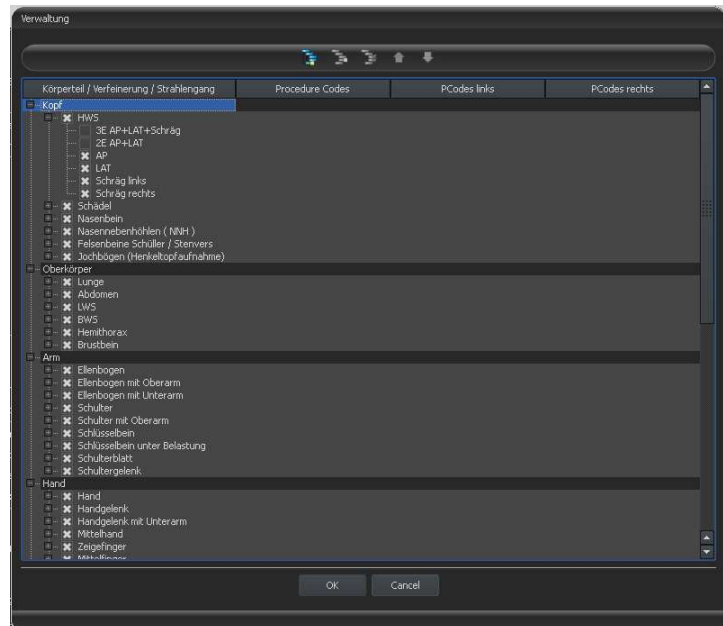 Verwaltung
Körperteil / Verfeinerung / Strahlengang Procedure Codes PCodes links PCodes rechts
Kopf
HWS
3E AP+LAT+Schräg
2E AP+LAT
AP
LAT
Schräg links
Schräg rechts
Schädel
Nasenbein
Nasennebenhöhlen ( NNH )
Felsenbeine Schüller / Stenvers
Jochbögen (Henkeltopfaufnahme)
Oberkörper
Lunge
Abdomen
LWS
BWS
Hemithorax
Brustbein
Arm
Ellenbogen
Ellenbogen mit Oberarm
Ellenbogen mit Unterarm
Schulter
Schulter mit Oberarm
Schlüsselbein
Schlüsselbein unter Belastung
Schulterblatt
Schultergelenk
Hand
Hand
Handgelenk
Handgelenk mit Unterarm
Mittelhand
Zeigefinger
Mittelfinger
OK Cancel